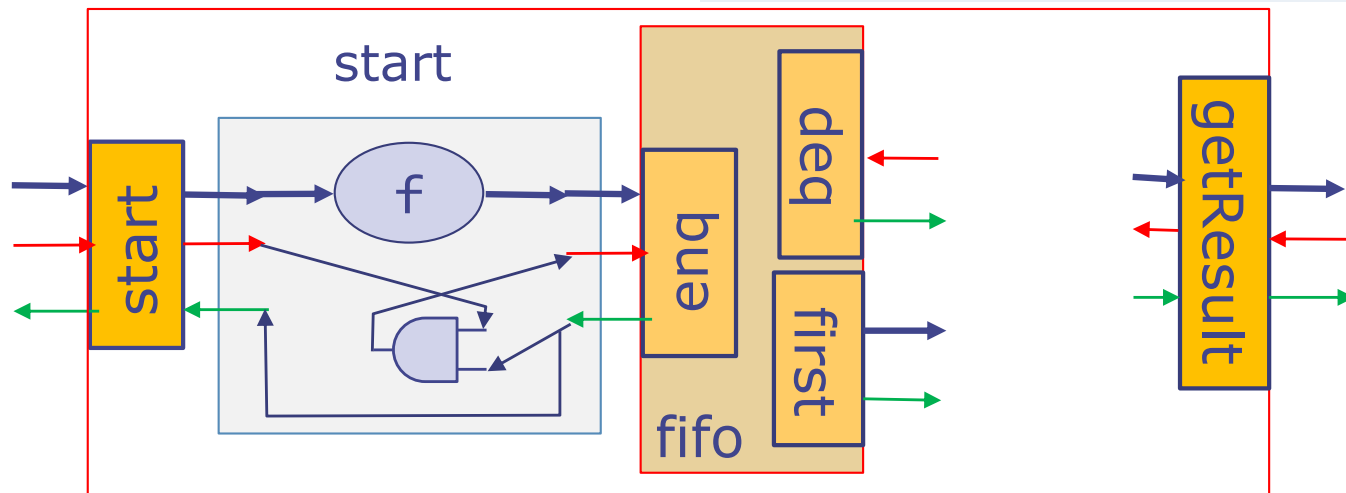 start
start
f
enq
deq
first
fifo
getResult